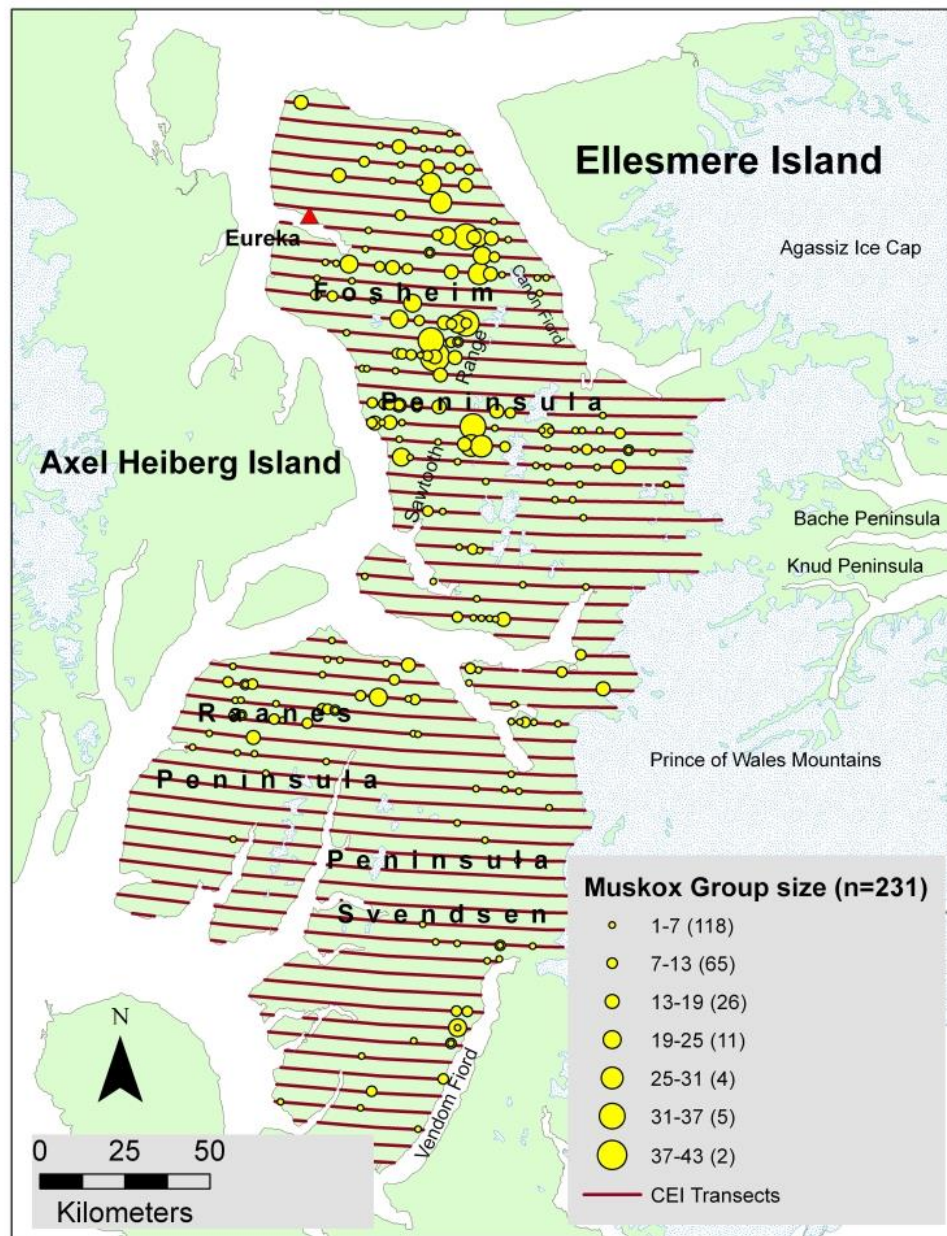 Ellesmere Island
Eureka
Agassiz Ice Cap
Canon Fiord
Fosheim
Range
Peninsula
Axel Heiberg Island
Sawtooth
Bache Peninsula
Knud Peninsula
Raanes
Prince of Wales Mountains
Peninsula
Peninsula
Svendsen
Muskox Group size (n=231)
1-7 (118)
7-13 (65)
13-19 (26)
19-25 (11)
25-31 (4)
31-37 (5)
37-43 (2)
CEI Transects
Vendom Fiord
N
0 25 50
Kilometers